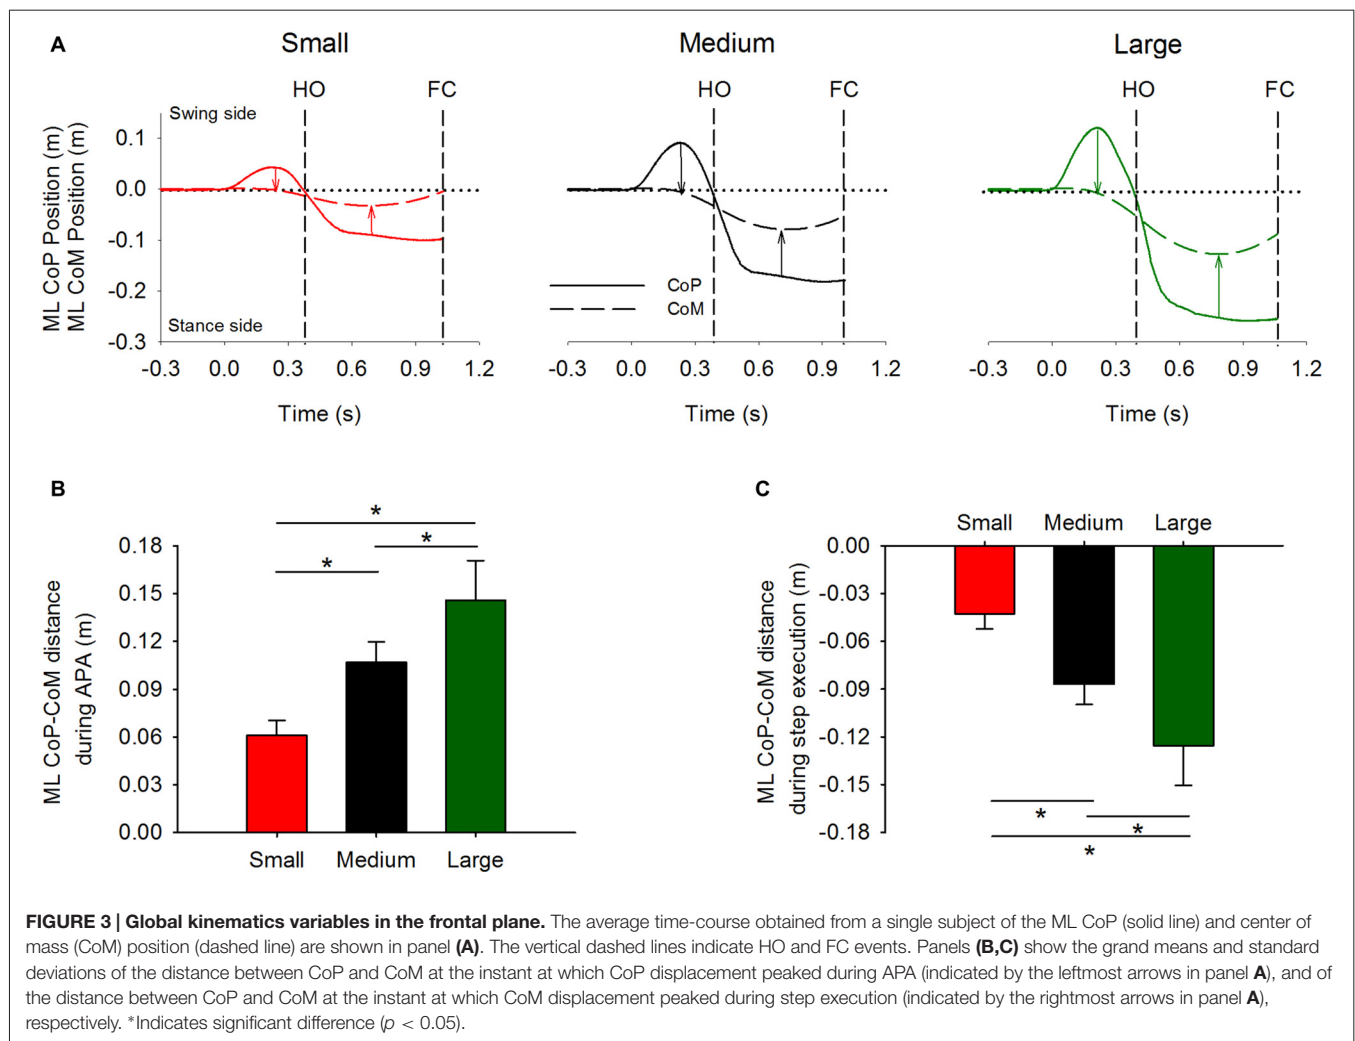 A
Small
Medium
Large
HO
FC
HO
FC
HO
FC
Swing side
Stance side
ML CoP Position (m)
ML CoM Position (m)
0.1
0.0
-0.1
-0.2
-0.3
CoP
CoM
-0.3 0.0 0.3 0.6 0.9 1.2
-0.3 0.0 0.3 0.6 0.9 1.2
-0.3 0.0 0.3 0.6 0.9 1.2
Time (s)
Time (s)
Time (s)
B
ML CoP-CoM distance
during APA (m)
0.18
0.15
0.12
0.09
0.06
0.03
0.00
*
*
*
Small Medium Large
C
Small Medium Large
ML CoP-CoM distance
during step execution (m)
0.00
-0.03
-0.06
-0.09
-0.12
-0.15
-0.18
*
*
*
FIGURE 3 | Global kinematics variables in the frontal plane. The average time-course obtained from a single subject of the ML CoP (solid line) and center of
mass (CoM) position (dashed line) are shown in panel (A). The vertical dashed lines indicate HO and FC events. Panels (B,C) show the grand means and standard
deviations of the distance between CoP and CoM at the instant at which CoP displacement peaked during APA (indicated by the leftmost arrows in panel A), and of
the distance between CoP and CoM at the instant at which CoM displacement peaked during step execution (indicated by the rightmost arrows in panel A),
respectively. *Indicates significant difference (p < 0.05).